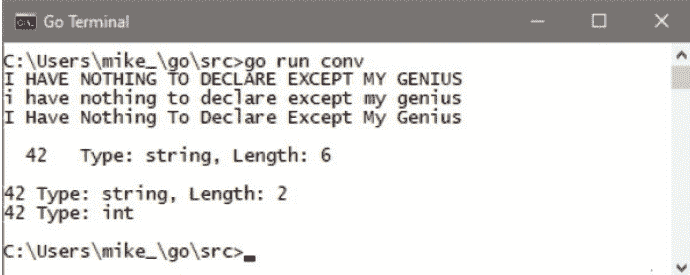 Go Terminal
C:\Users\mike_\go\src>go run conv
I HAVE NOTHING TO DECLARE EXCEPT MY GENIUS
i have nothing to declare except my genius
I Have Nothing To Declare Except My Genius
  42   Type: string, Length: 6
42 Type: string, Length: 2
42 Type: int
C:\Users\mike_\go\src>